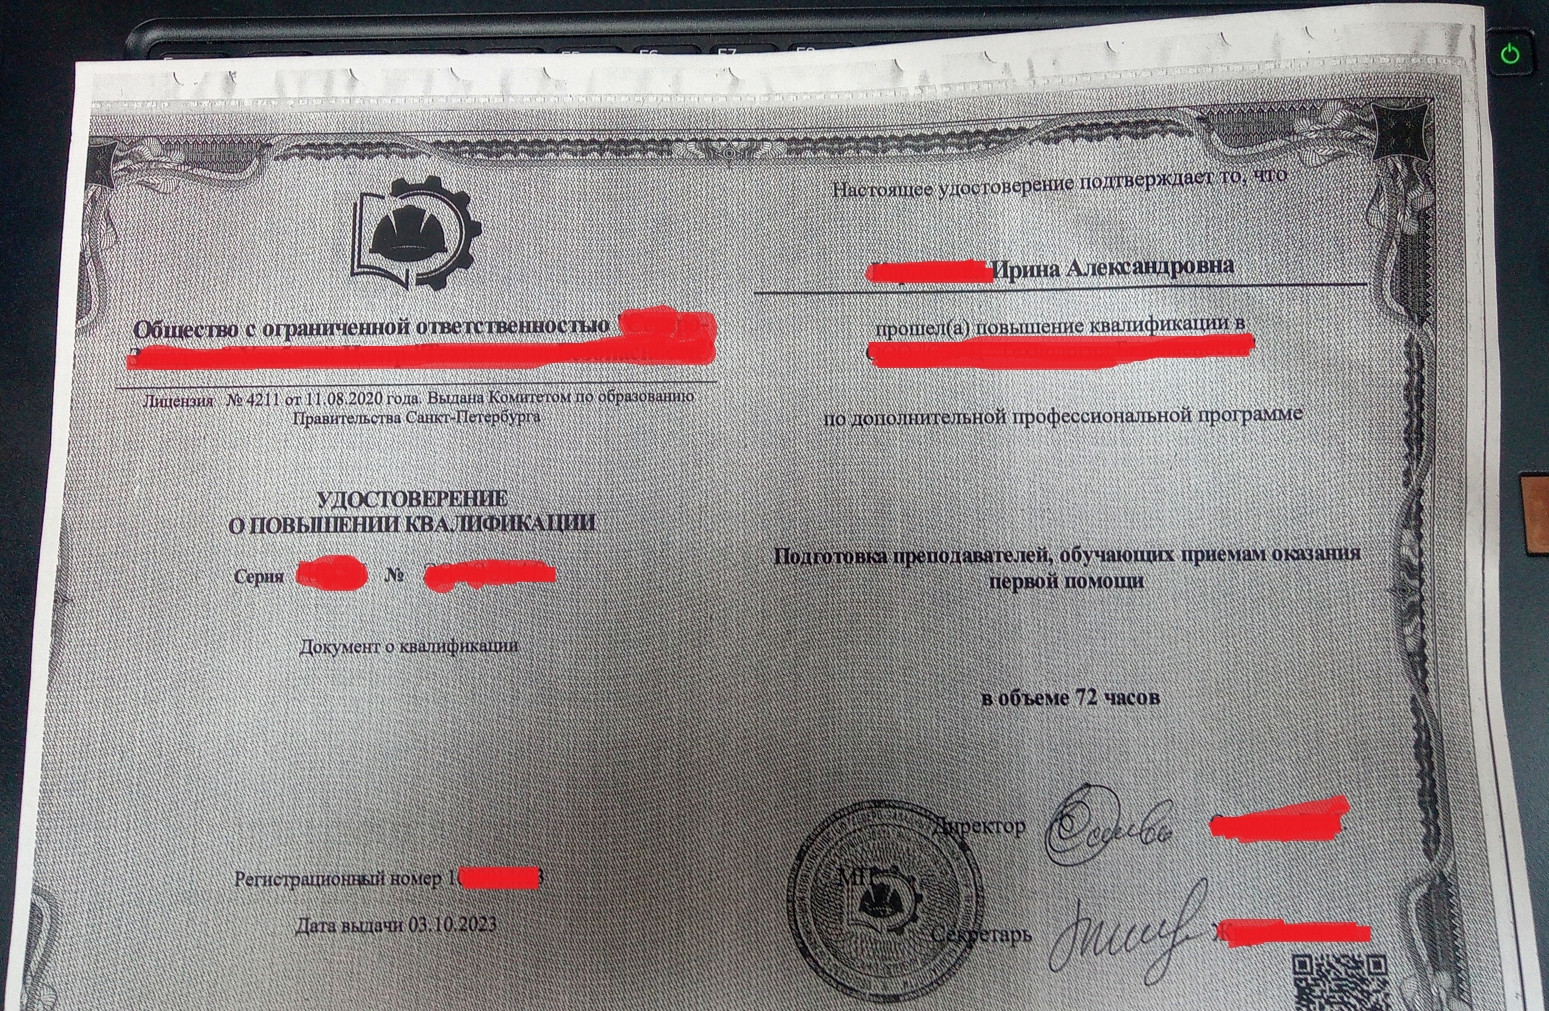 Общество с ограниченной ответственностью
Лицензия № 4211 от 11.08.2020 года. Выдана Комитетом по образованию
Правительства Санкт-Петербурга
УДОСТОВЕРЕНИЕ
О ПОВЫШЕНИИ КВАЛИФИКАЦИИ
Серия №
Документ о квалификации
Регистрационный номер 1 3
Дата выдачи 03.10.2023
Настоящее удостоверение подтверждает то, что
Ирина Александровна
прошел(а) повышение квалификации в
по дополнительной профессиональной программе
Подготовка преподавателей, обучающих приемам оказания
первой помощи
в объеме 72 часов
Директор
МП
Секретарь Ж